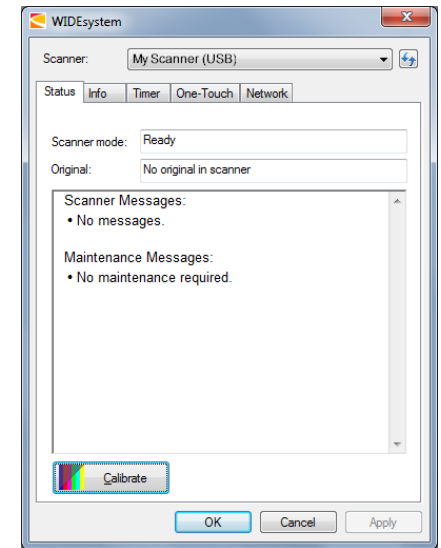 WIDEsystem
Scanner: My Scanner (USB)
Status Info Timer One-Touch Network
Scanner mode: Ready
Original: No original in scanner
Scanner Messages:
• No messages.
Maintenance Messages:
• No maintenance required.
Calibrate
OK Cancel Apply